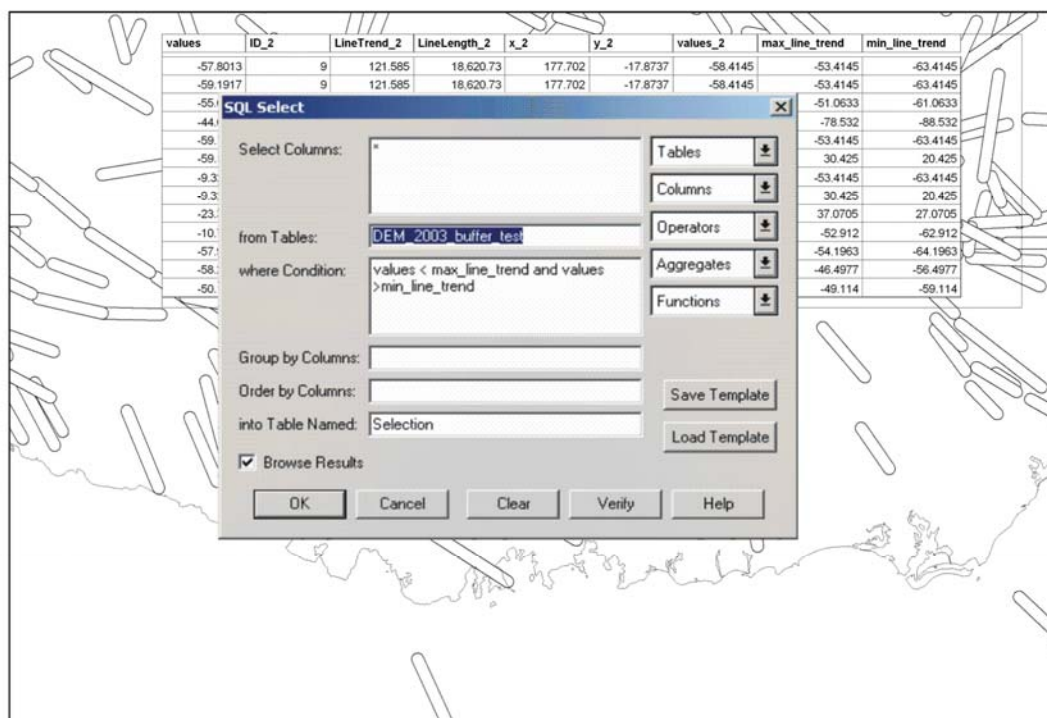 values ID_2 LineTrend_2 LineLength_2 x_2 y_2 values_2 max_line_trend min_line_trend
-57.8013 9 121.585 18,620.73 177.702 -17.8737 -58.4145 -53.4145 -63.4145
-59.1917 9 121.585 18,620.73 177.702 -17.8737 -58.4145 -53.4145 -63.4145
-51.0633 -61.0633
-78.532 -88.532
-53.4145 -63.4145
30.425 20.425
-53.4145 -63.4145
30.425 20.425
37.0705 27.0705
-52.912 -62.912
-54.1963 -64.1963
-46.4977 -56.4977
-49.114 -59.114
SQL Select
Select Columns: *
Tables
Columns
from Tables: DEM_2003_buffer_test
Operators
where Condition: values < max_line_trend and values
>min_line_trend
Aggregates
Functions
Group by Columns:
Order by Columns:
Save Template
into Table Named: Selection
Load Template
Browse Results
OK Cancel Clear Verify Help